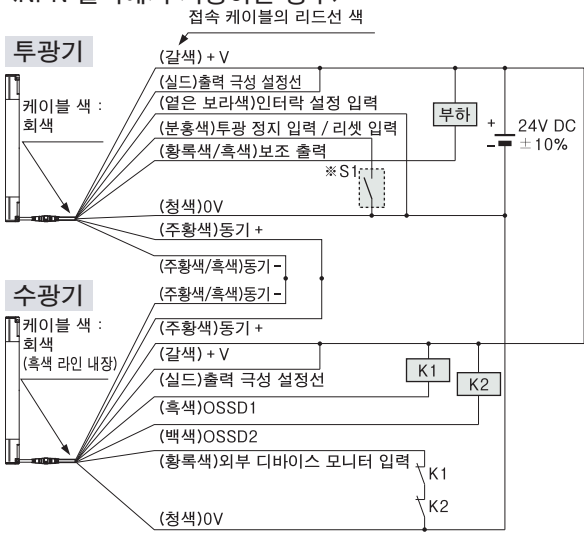 접속 케이블의 리드선 색
투광기
(갈색) + V
(실드)출력 극성 설정선
케이블 색 :
회색
(옅은 보라색)인터락 설정 입력
(분홍색)투광 정지 입력 / 리셋 입력
(황록색/흑색)보조 출력
부하
+
-
24V DC
±10%
※S1
(청색)0V
(주황색)동기 +
(주황색/흑색)동기 -
수광기
(주황색/흑색)동기 -
케이블 색 :
회색
(흑색 라인 내장)
(주황색)동기 +
(갈색) + V
(실드)출력 극성 설정선
K1
K2
(흑색)OSSD1
(백색)OSSD2
(황록색)외부 디바이스 모니터 입력
K1
K2
(청색)0V